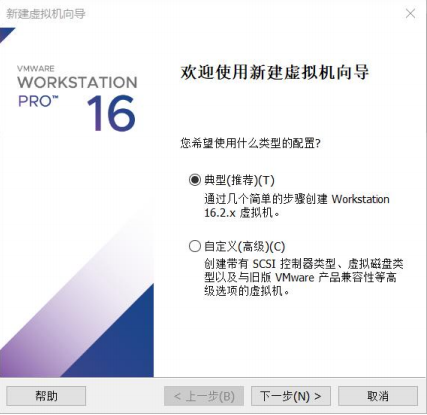 新建虚拟机向导
VMWARE
WORKSTATION
PRO™ 16
欢迎使用新建虚拟机向导
您希望使用什么类型的配置?
典型(推荐)(T)
通过几个简单的步骤创建 Workstation
16.2.x 虚拟机。
自定义(高级)(C)
创建带有 SCSI 控制器类型、虚拟磁盘类
型以及与旧版 VMware 产品兼容性等高
级选项的虚拟机。
帮助
< 上一步(B)
下一步(N) >
取消